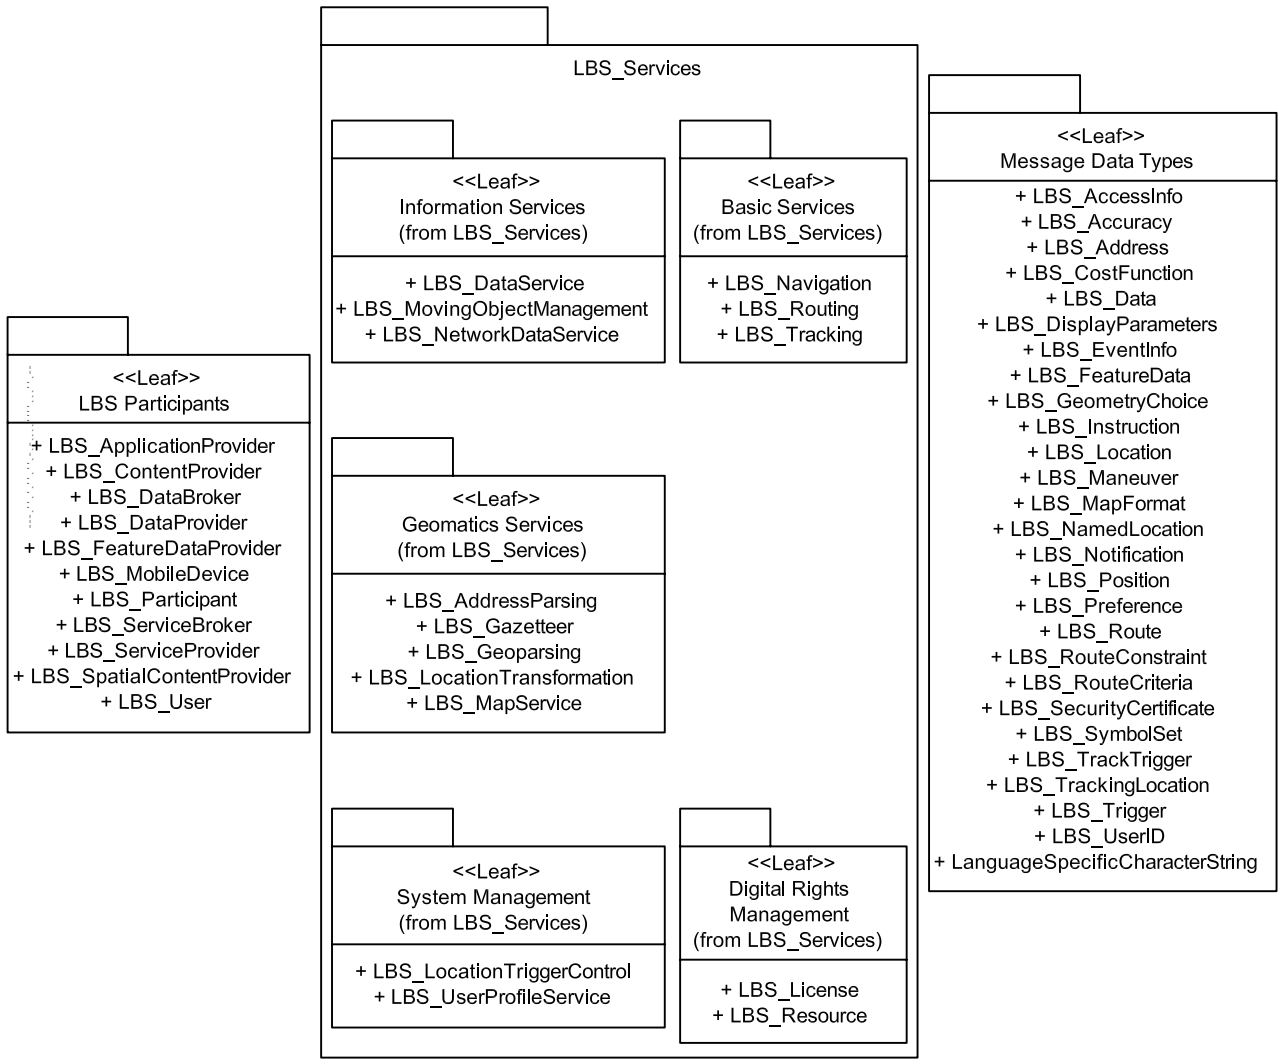 LBS_Services
<<Leaf>>
Information Services
(from LBS_Services)
+ LBS_DataService
+ LBS_MovingObjectManagement
+ LBS_NetworkDataService
<<Leaf>>
Basic Services
(from LBS_Services)
+ LBS_Navigation
+ LBS_Routing
+ LBS_Tracking
<<Leaf>>
LBS Participants
+ LBS_ApplicationProvider
+ LBS_ContentProvider
+ LBS_DataBroker
+ LBS_DataProvider
+ LBS_FeatureDataProvider
+ LBS_MobileDevice
+ LBS_Participant
+ LBS_ServiceBroker
+ LBS_ServiceProvider
+ LBS_SpatialContentProvider
+ LBS_User
<<Leaf>>
Geomatics Services
(from LBS_Services)
+ LBS_AddressParsing
+ LBS_Gazetteer
+ LBS_Geoparsing
+ LBS_LocationTransformation
+ LBS_MapService
<<Leaf>>
System Management
(from LBS_Services)
+ LBS_LocationTriggerControl
+ LBS_UserProfileService
<<Leaf>>
Digital Rights
Management
(from LBS_Services)
+ LBS_License
+ LBS_Resource
<<Leaf>>
Message Data Types
+ LBS_AccessInfo
+ LBS_Accuracy
+ LBS_Address
+ LBS_CostFunction
+ LBS_Data
+ LBS_DisplayParameters
+ LBS_EventInfo
+ LBS_FeatureData
+ LBS_GeometryChoice
+ LBS_Instruction
+ LBS_Location
+ LBS_Maneuver
+ LBS_MapFormat
+ LBS_NamedLocation
+ LBS_Notification
+ LBS_Position
+ LBS_Preference
+ LBS_Route
+ LBS_RouteConstraint
+ LBS_RouteCriteria
+ LBS_SecurityCertificate
+ LBS_SymbolSet
+ LBS_TrackTrigger
+ LBS_TrackingLocation
+ LBS_Trigger
+ LBS_UserID
+ LanguageSpecificCharacterString